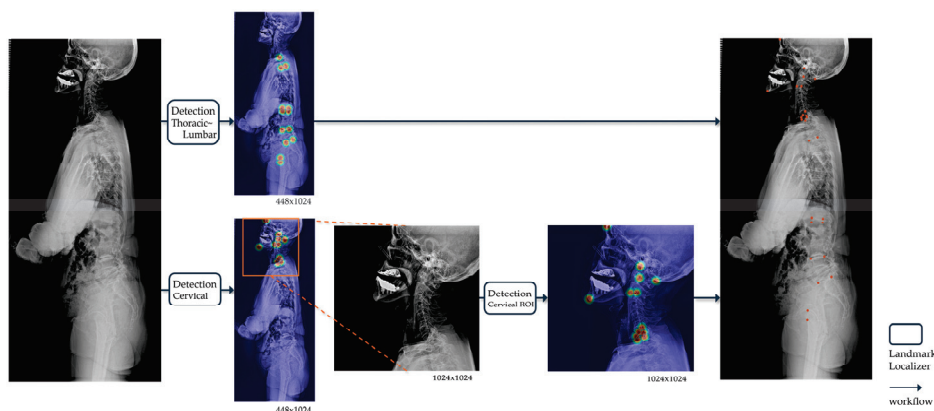 Detection
Thoracic-
Lumbar
448x1024
Detection
Cervical
448x1024
1024x1024
Detection
Cervical ROI
1024x1024
Landmark
Localizer
workflow